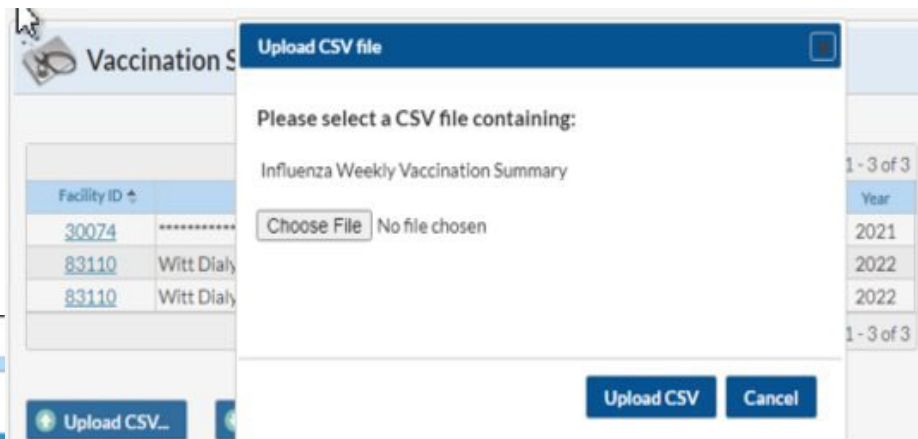 Vaccination S
Upload CSV file
Please select a CSV file containing:
Influenza Weekly Vaccination Summary
Choose File No file chosen
1 - 3 of 3
Facility ID Year
30074 *********** 2021
83110 Witt Dialy 2022
83110 Witt Dialy 2022
1 - 3 of 3
Upload CSV Cancel
Upload CSV...